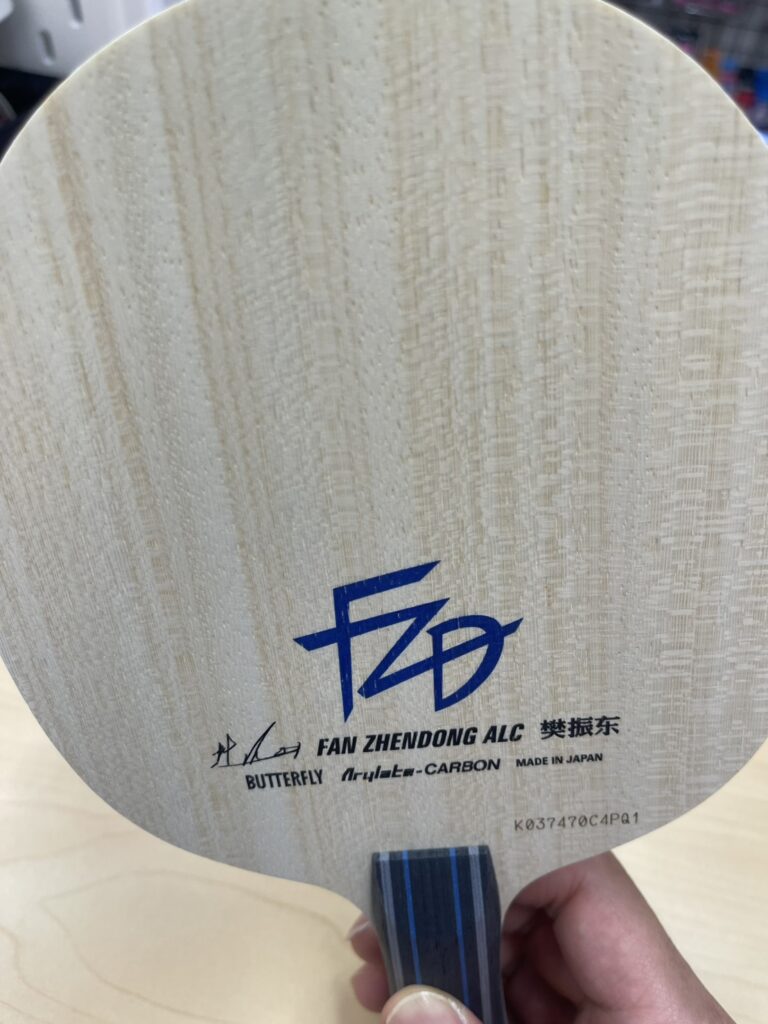 FZD
FAN ZHENDONG ALC 樊振东
BUTTERFLY Arylate-CARBON MADE IN JAPAN
K037470C4PQ1